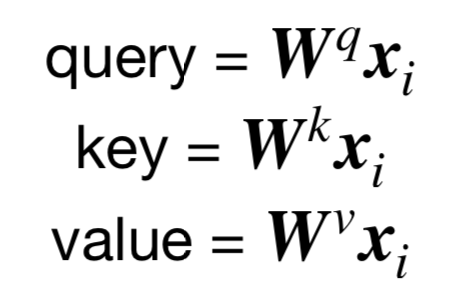 query = W^q x_i
key = W^k x_i
value = W^v x_i